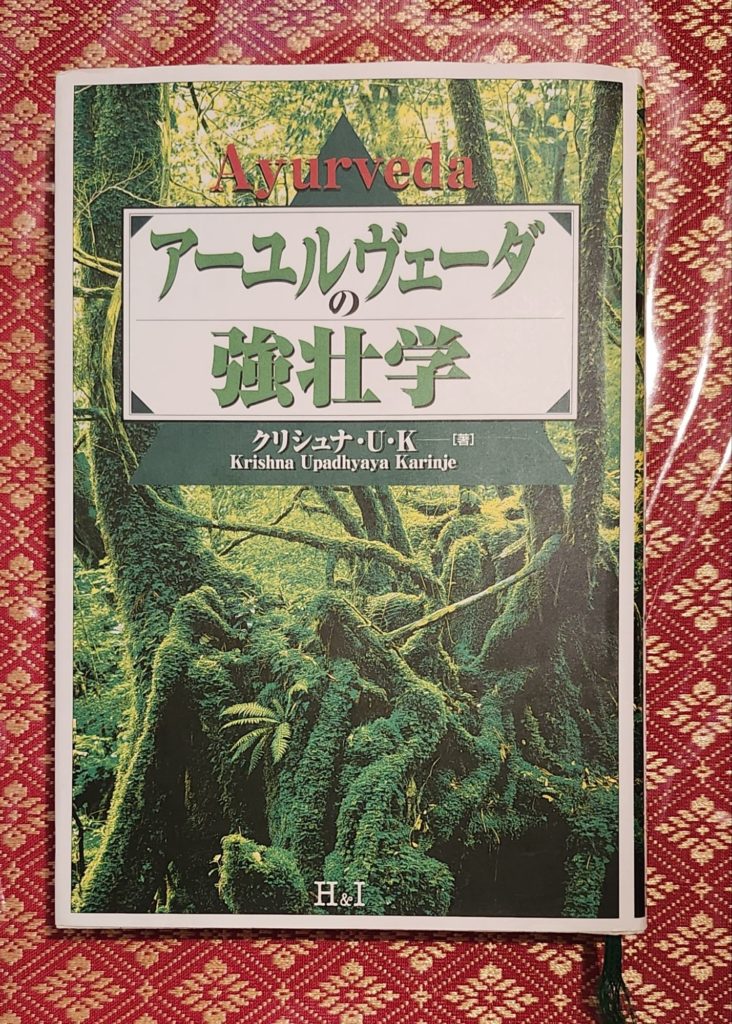 Ayurveda
アーユルヴェーダ
の
強壮学
クリシュナ・U・K──[著]
Krishna Upadhyaya Karinje
H&I